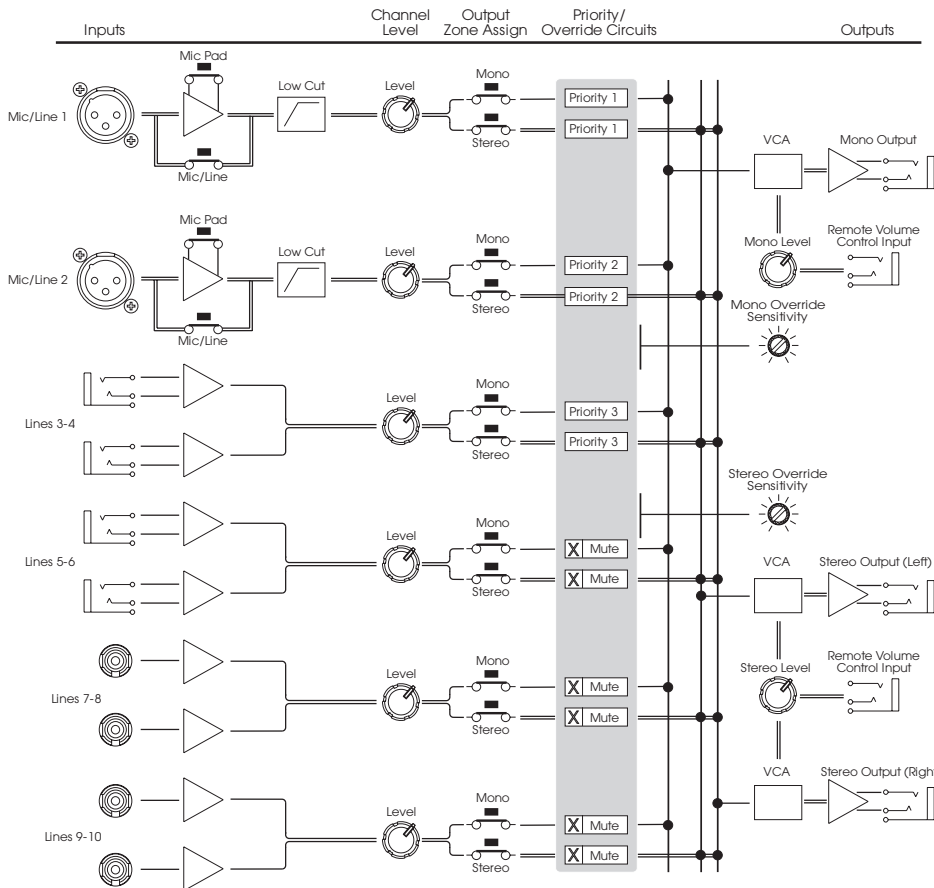 Inputs
Channel
Level
Output
Zone Assign
Priority/
Override Circuits
Outputs
Mic Pad
Low Cut
Level
Mono
Priority 1
Mic/Line 1
Priority 1
Stereo
Mic/Line
VCA
Mono Output
Mic Pad
Low Cut
Level
Mono
Priority 2
Mic/Line 2
Priority 2
Stereo
Mic/Line
Mono Level
Remote Volume
Control Input
Mono Override
Sensitivity
Lines 3-4
Level
Mono
Priority 3
Priority 3
Stereo
Stereo Override
Sensitivity
Lines 5-6
Level
Mono
X Mute
X Mute
Stereo
VCA
Stereo Output (Left)
Lines 7-8
Level
Mono
X Mute
X Mute
Stereo
Stereo Level
Remote Volume
Control Input
Lines 9-10
Level
Mono
X Mute
X Mute
Stereo
VCA
Stereo Output (Righ